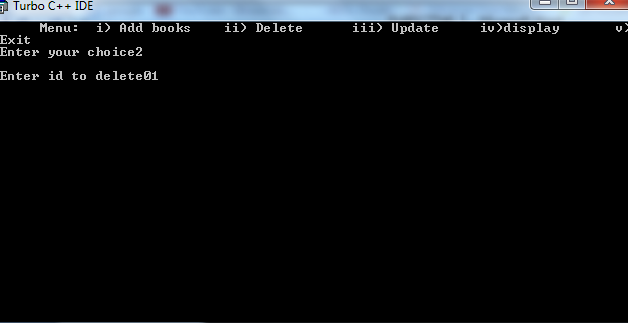 Turbo C++ IDE
Menu: i) Add books ii) Delete iii) Update iv)display v)
Exit
Enter your choice2
Enter id to delete01